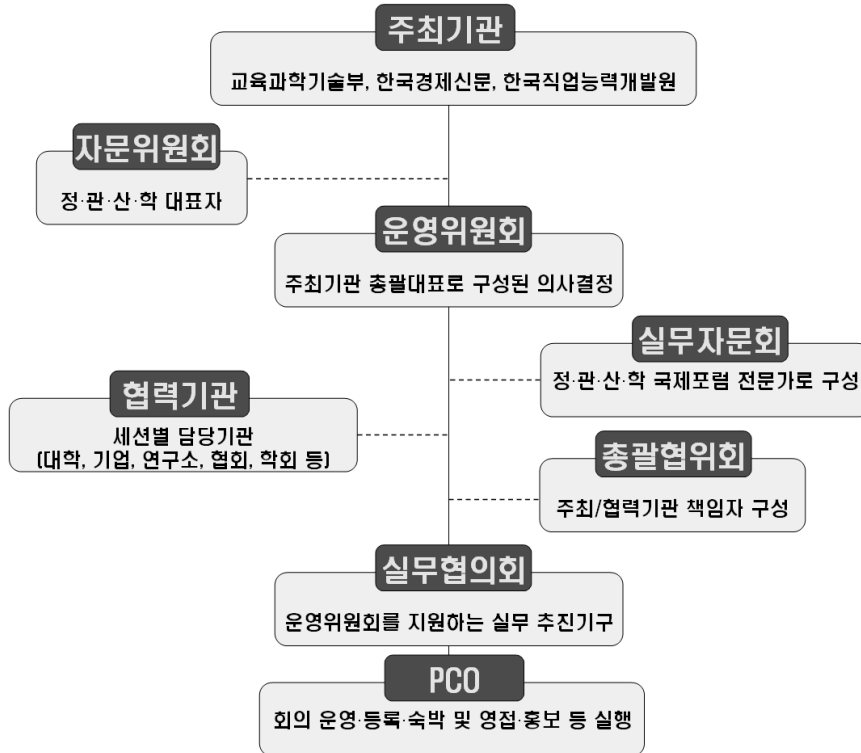 주최기관
교육과학기술부, 한국경제신문, 한국직업능력개발원
자문위원회
정·관·산·학 대표자
운영위원회
주최기관 총괄대표로 구성된 의사결정
실무자문회
정·관·산·학 국제포럼 전문가로 구성
협력기관
세션별 담당기관
(대학, 기업, 연구소, 협회, 학회 등)
총괄협위회
주최/협력기관 책임자 구성
실무협의회
운영위원회를 지원하는 실무 추진기구
PCO
회의 운영·등록·숙박 및 영접·홍보 등 실행